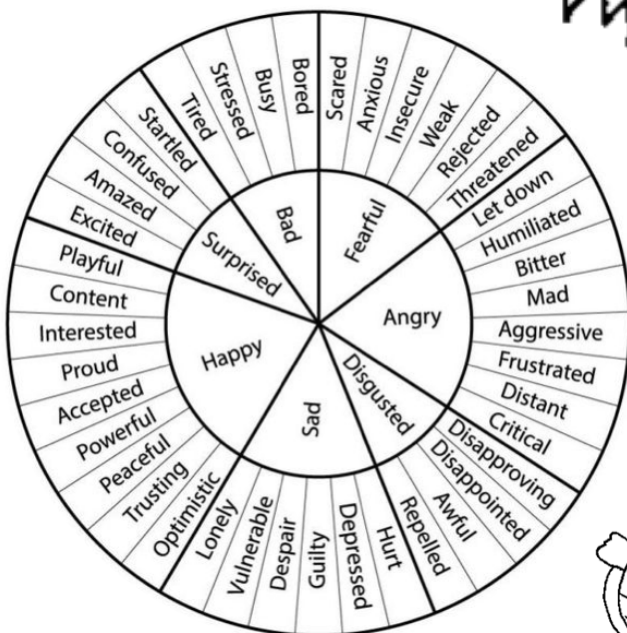 Bad
Tired
Stressed
Busy
Bored
Fearful
Scared
Anxious
Insecure
Weak
Rejected
Threatened
Angry
Let down
Humiliated
Bitter
Mad
Aggressive
Frustrated
Distant
Critical
Disgusted
Disapproving
Disappointed
Awful
Repelled
Sad
Hurt
Depressed
Guilty
Despair
Vulnerable
Lonely
Happy
Optimistic
Trusting
Peaceful
Powerful
Accepted
Proud
Interested
Content
Playful
Surprised
Excited
Amazed
Confused
Startled